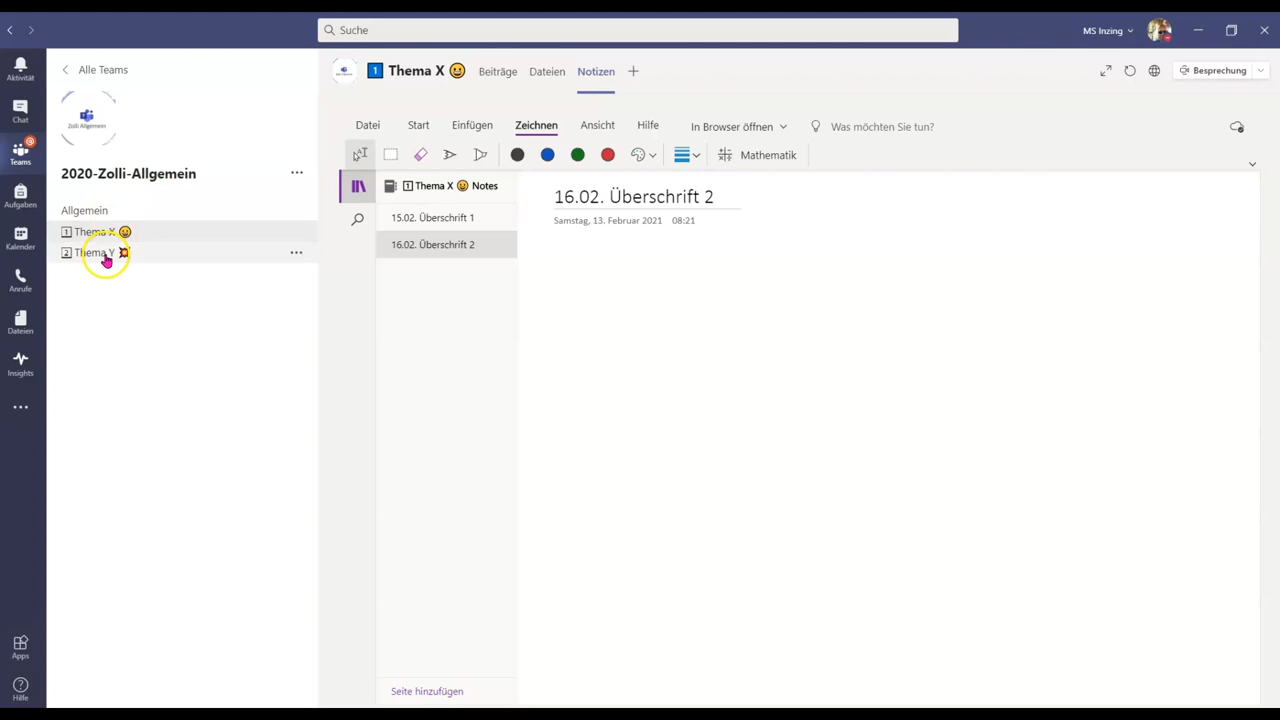 Suche
MS Inzing
Aktivität
Chat
Teams
Aufgaben
Kalender
Anrufe
Dateien
Insights
Apps
Hilfe
Alle Teams
Zolli Allgemein
2020-Zolli-Allgemein
Allgemein
1 Thema X 😀
2 Thema Y 💥
1 Thema X 😀 Beiträge Dateien Notizen
Besprechung
Datei Start Einfügen Zeichnen Ansicht Hilfe In Browser öffnen Was möchten Sie tun?
Mathematik
1 Thema X 😀 Notes
15.02. Überschrift 1
16.02. Überschrift 2
Seite hinzufügen
16.02. Überschrift 2
Samstag, 13. Februar 2021 08:21